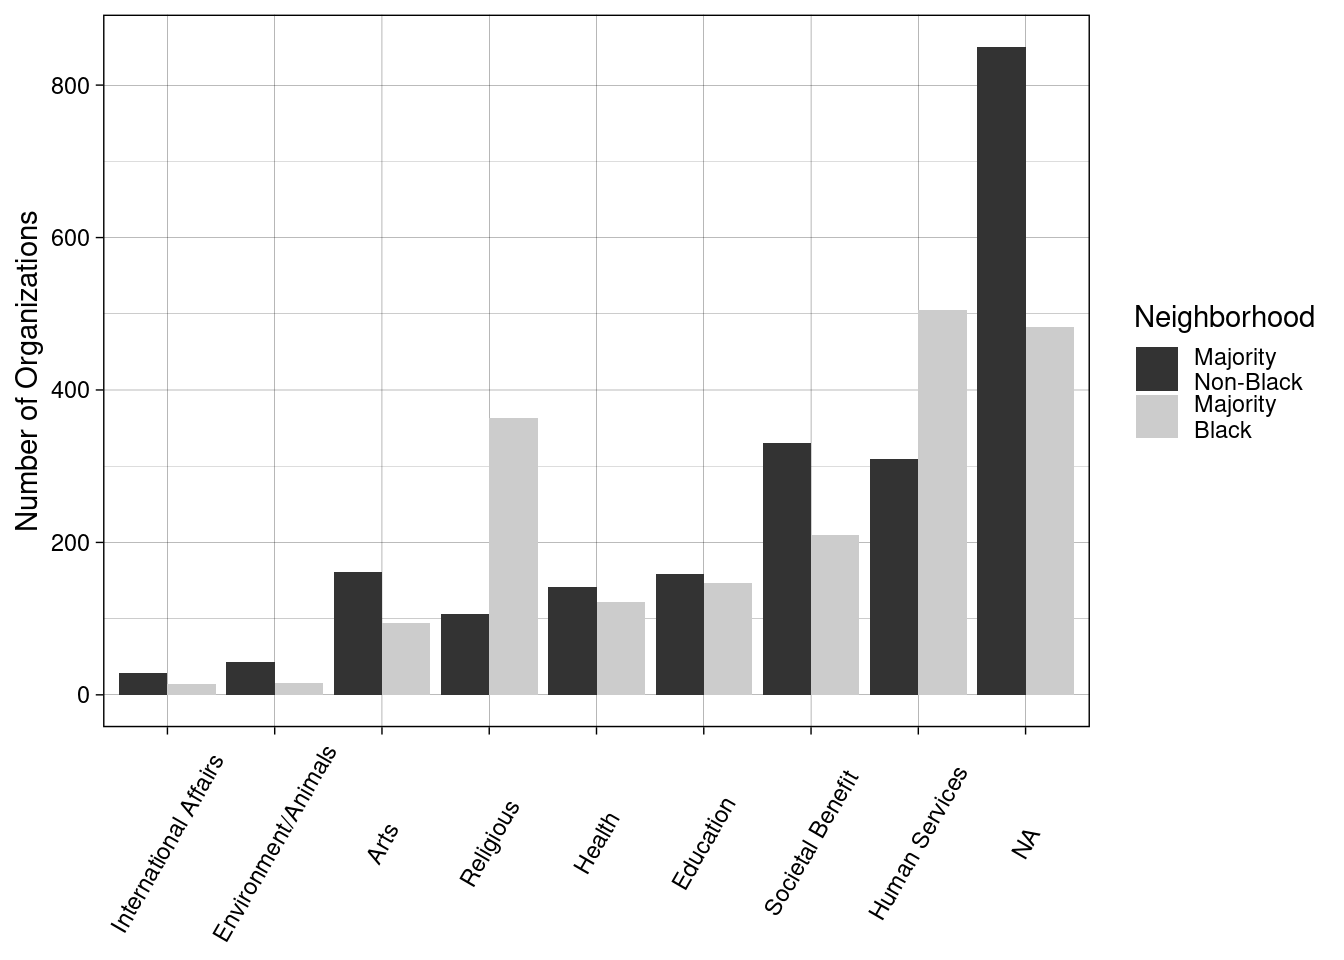 Number of Organizations
800
600
400
200
0
International Affairs
Environment/Animals
Arts
Religious
Health
Education
Societal Benefit
Human Services
NA
Neighborhood
Majority
Non-Black
Majority
Black